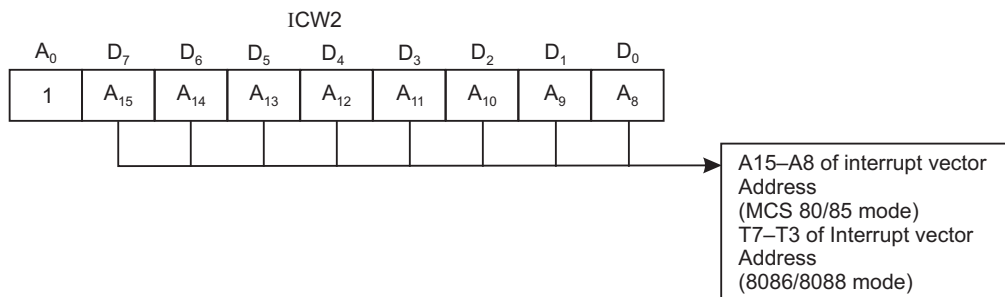 ICW2
A₀ D₇ D₆ D₅ D₄ D₃ D₂ D₁ D₀
1 A₁₅ A₁₄ A₁₃ A₁₂ A₁₁ A₁₀ A₉ A₈
A15–A8 of interrupt vector
Address
(MCS 80/85 mode)
T7–T3 of Interrupt vector
Address
(8086/8088 mode)